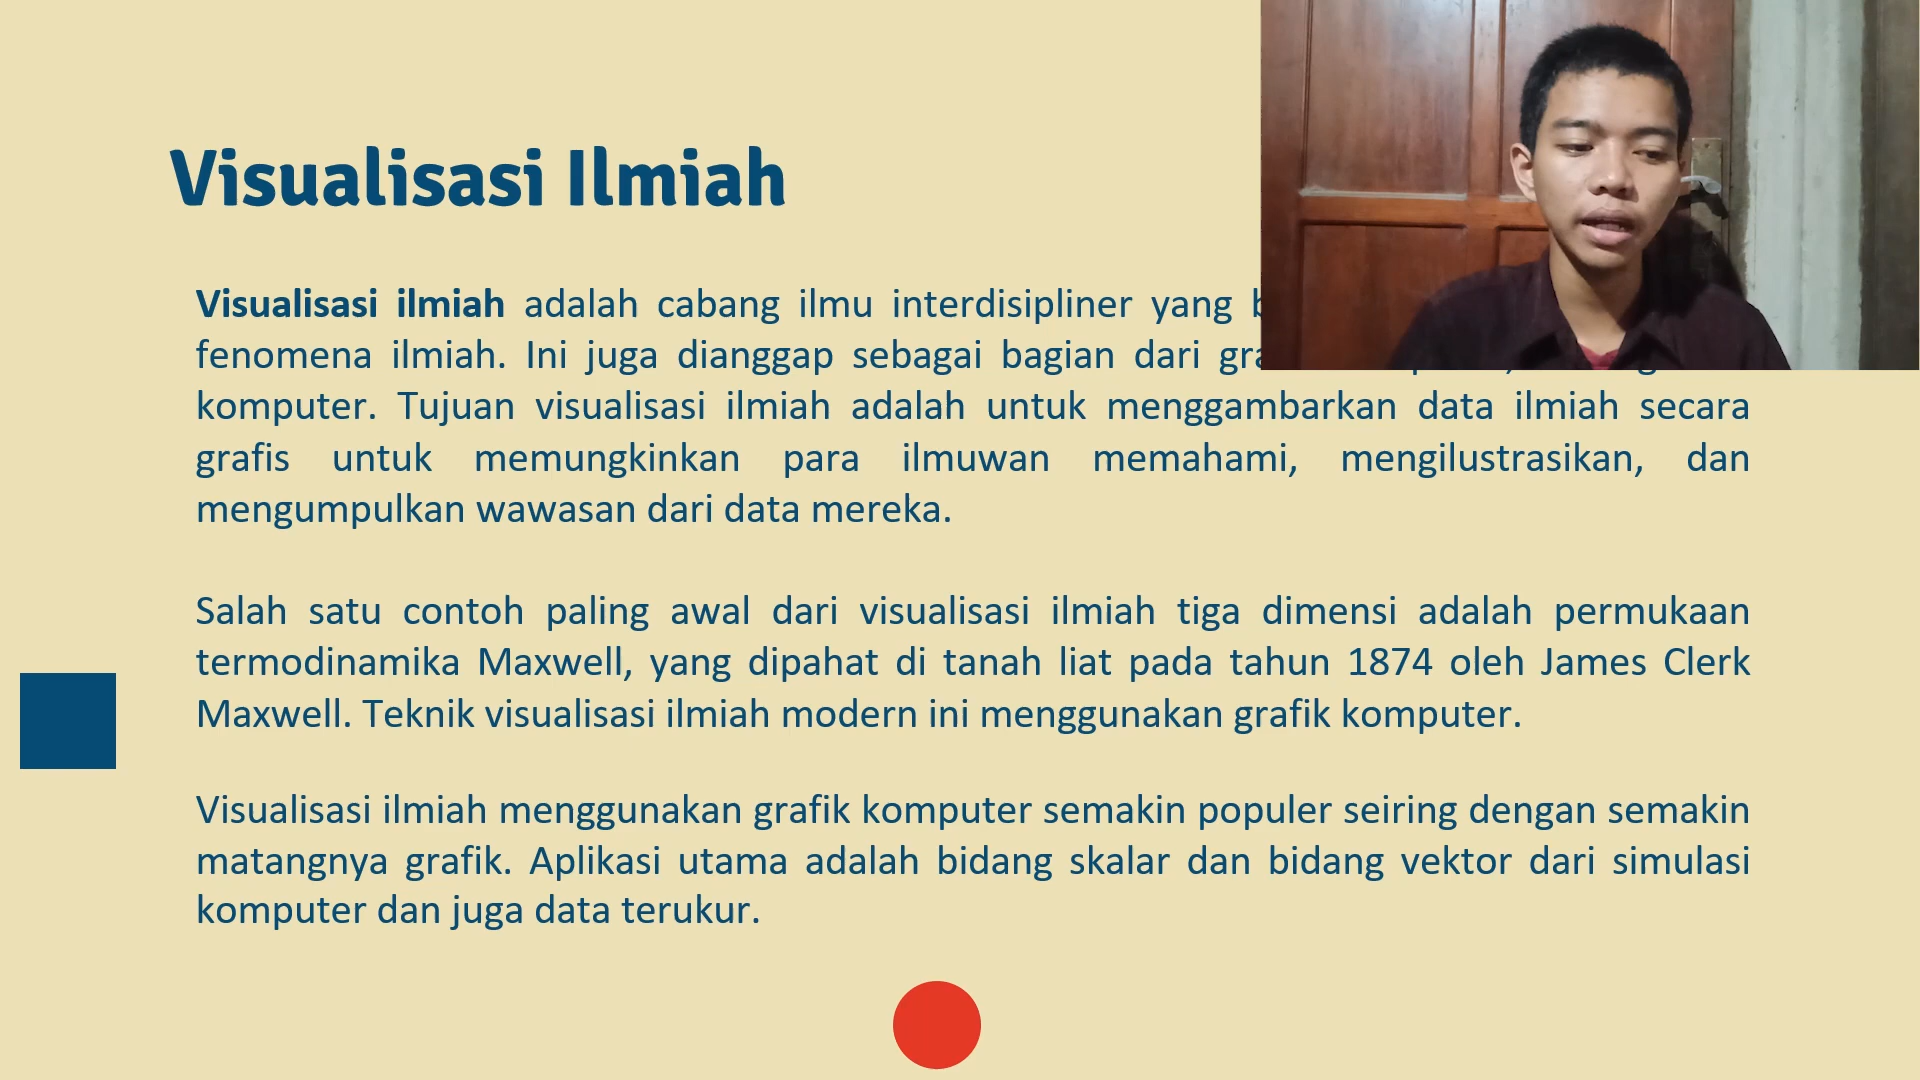 Visualisasi Ilmiah
Visualisasi ilmiah adalah cabang ilmu interdisipliner yang
fenomena ilmiah. Ini juga dianggap sebagai bagian dari
komputer. Tujuan visualisasi ilmiah adalah untuk menggambarkan data ilmiah secara
grafis untuk memungkinkan para ilmuwan memahami, mengilustrasikan, dan
mengumpulkan wawasan dari data mereka.
Salah satu contoh paling awal dari visualisasi ilmiah tiga dimensi adalah permukaan
termodinamika Maxwell, yang dipahat di tanah liat pada tahun 1874 oleh James Clerk
Maxwell. Teknik visualisasi ilmiah modern ini menggunakan grafik komputer.
Visualisasi ilmiah menggunakan grafik komputer semakin populer seiring dengan semakin
matangnya grafik. Aplikasi utama adalah bidang skalar dan bidang vektor dari simulasi
komputer dan juga data terukur.